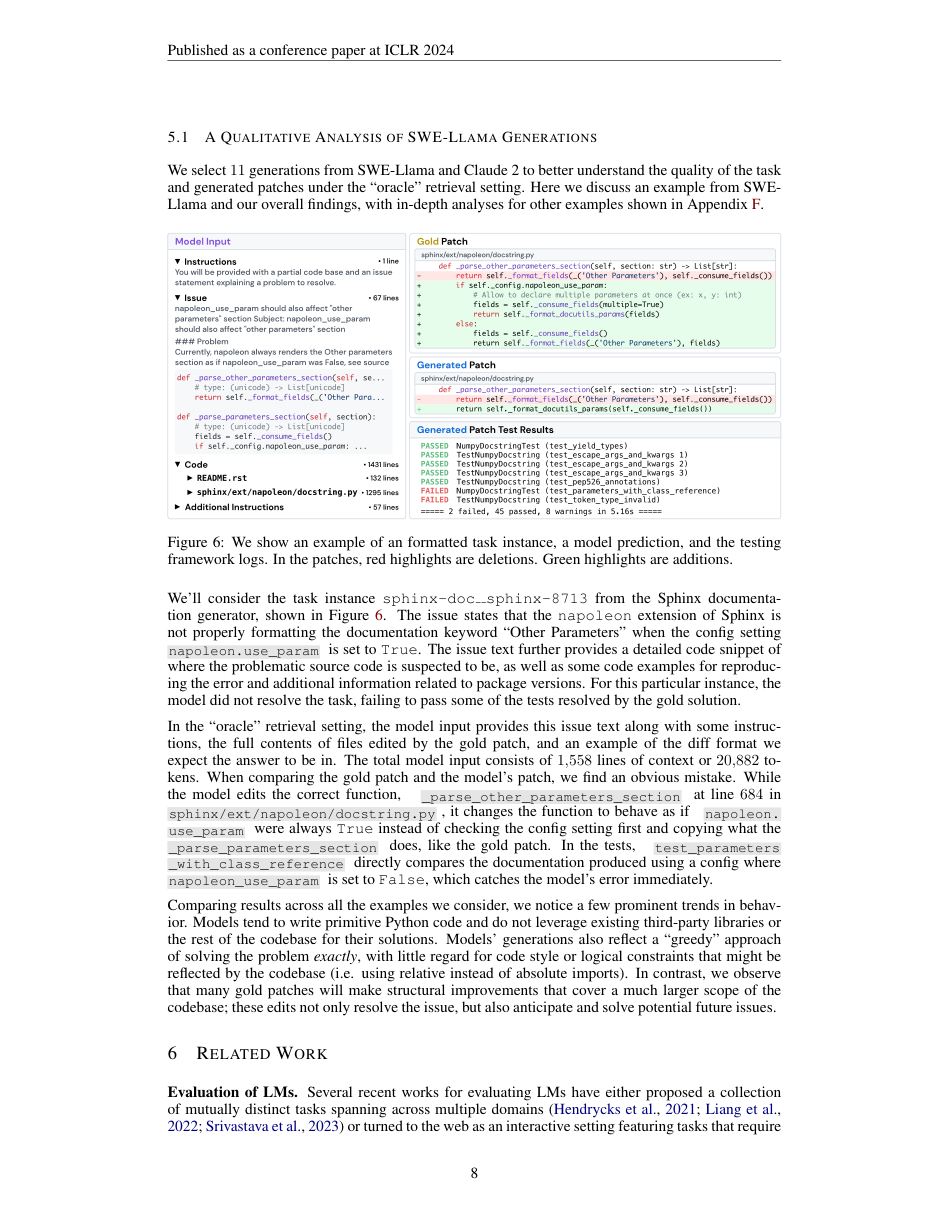 Published as a conference paper at ICLR 2024
5.1 A QUALITATIVE ANALYSIS OF SWE-LLAMA GENERATIONS
We select 11 generations from SWE-Llama and Claude 2 to better understand the quality of the task
and generated patches under the “oracle” retrieval setting. Here we discuss an example from SWE-
Llama and our overall findings, with in-depth analyses for other examples shown in Appendix F.
Model Input
▼ Instructions • 1 line
You will be provided with a partial code base and an issue
statement explaining a problem to resolve.
▼ Issue • 67 lines
napoleon_use_param should also affect "other
parameters" section Subject: napoleon_use_param
should also affect "other parameters" section
### Problem
Currently, napoleon always renders the Other parameters
section as if napoleon_use_param was False, see source
def _parse_other_parameters_section(self, se...
# type: (unicode) -> List[unicode]
return self._format_fields(_('Other Para...
def _parse_parameters_section(self, section):
# type: (unicode) -> List[unicode]
fields = self._consume_fields()
if self._config.napoleon_use_param: ...
▼ Code • 1431 lines
▶ README.rst • 132 lines
▶ sphinx/ext/napoleon/docstring.py • 1295 lines
▶ Additional Instructions • 57 lines
Gold Patch
sphinx/ext/napoleon/docstring.py
def _parse_other_parameters_section(self, section: str) -> List[str]:
- return self._format_fields(_('Other Parameters'), self._consume_fields())
+ if self._config.napoleon_use_param:
+ # Allow to declare multiple parameters at once (ex: x, y: int)
+ fields = self._consume_fields(multiple=True)
+ return self._format_docutils_params(fields)
+ else:
+ fields = self._consume_fields()
+ return self._format_fields(_('Other Parameters'), fields)
Generated Patch
sphinx/ext/napoleon/docstring.py
def _parse_other_parameters_section(self, section: str) -> List[str]:
- return self._format_fields(_('Other Parameters'), self._consume_fields())
+ return self._format_docutils_params(self._consume_fields())
Generated Patch Test Results
PASSED NumpyDocstringTest (test_yield_types)
PASSED TestNumpyDocstring (test_escape_args_and_kwargs 1)
PASSED TestNumpyDocstring (test_escape_args_and_kwargs 2)
PASSED TestNumpyDocstring (test_escape_args_and_kwargs 3)
PASSED TestNumpyDocstring (test_pep526_annotations)
FAILED NumpyDocstringTest (test_parameters_with_class_reference)
FAILED TestNumpyDocstring (test_token_type_invalid)
===== 2 failed, 45 passed, 8 warnings in 5.16s =====
Figure 6: We show an example of an formatted task instance, a model prediction, and the testing
framework logs. In the patches, red highlights are deletions. Green highlights are additions.
We’ll consider the task instance sphinx-doc__sphinx-8713 from the Sphinx documenta-
tion generator, shown in Figure 6. The issue states that the napoleon extension of Sphinx is
not properly formatting the documentation keyword “Other Parameters” when the config setting
napoleon.use_param is set to True. The issue text further provides a detailed code snippet of
where the problematic source code is suspected to be, as well as some code examples for reproduc-
ing the error and additional information related to package versions. For this particular instance, the
model did not resolve the task, failing to pass some of the tests resolved by the gold solution.
In the “oracle” retrieval setting, the model input provides this issue text along with some instruc-
tions, the full contents of files edited by the gold patch, and an example of the diff format we
expect the answer to be in. The total model input consists of 1,558 lines of context or 20,882 to-
kens. When comparing the gold patch and the model’s patch, we find an obvious mistake. While
the model edits the correct function, _parse_other_parameters_section at line 684 in
sphinx/ext/napoleon/docstring.py , it changes the function to behave as if napoleon.
use_param were always True instead of checking the config setting first and copying what the
_parse_parameters_section does, like the gold patch. In the tests, test_parameters
_with_class_reference directly compares the documentation produced using a config where
napoleon_use_param is set to False, which catches the model’s error immediately.
Comparing results across all the examples we consider, we notice a few prominent trends in behav-
ior. Models tend to write primitive Python code and do not leverage existing third-party libraries or
the rest of the codebase for their solutions. Models’ generations also reflect a “greedy” approach
of solving the problem exactly, with little regard for code style or logical constraints that might be
reflected by the codebase (i.e. using relative instead of absolute imports). In contrast, we observe
that many gold patches will make structural improvements that cover a much larger scope of the
codebase; these edits not only resolve the issue, but also anticipate and solve potential future issues.
6 RELATED WORK
Evaluation of LMs. Several recent works for evaluating LMs have either proposed a collection
of mutually distinct tasks spanning across multiple domains (Hendrycks et al., 2021; Liang et al.,
2022; Srivastava et al., 2023) or turned to the web as an interactive setting featuring tasks that require
8